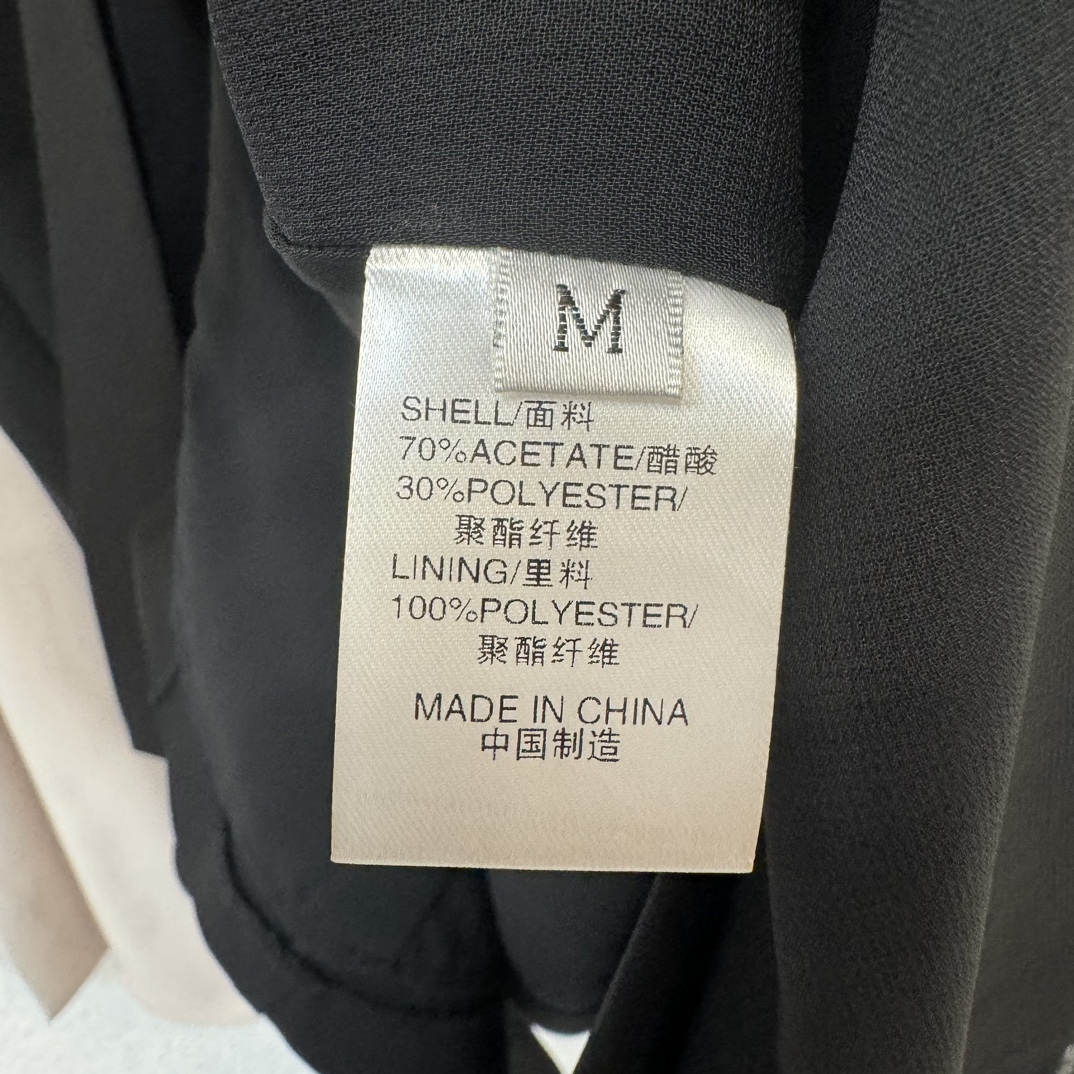 M
SHELL/面料
70%ACETATE/醋酸
30%POLYESTER/
聚酯纤维
LINING/里料
100%POLYESTER/
聚酯纤维
MADE IN CHINA
中国制造